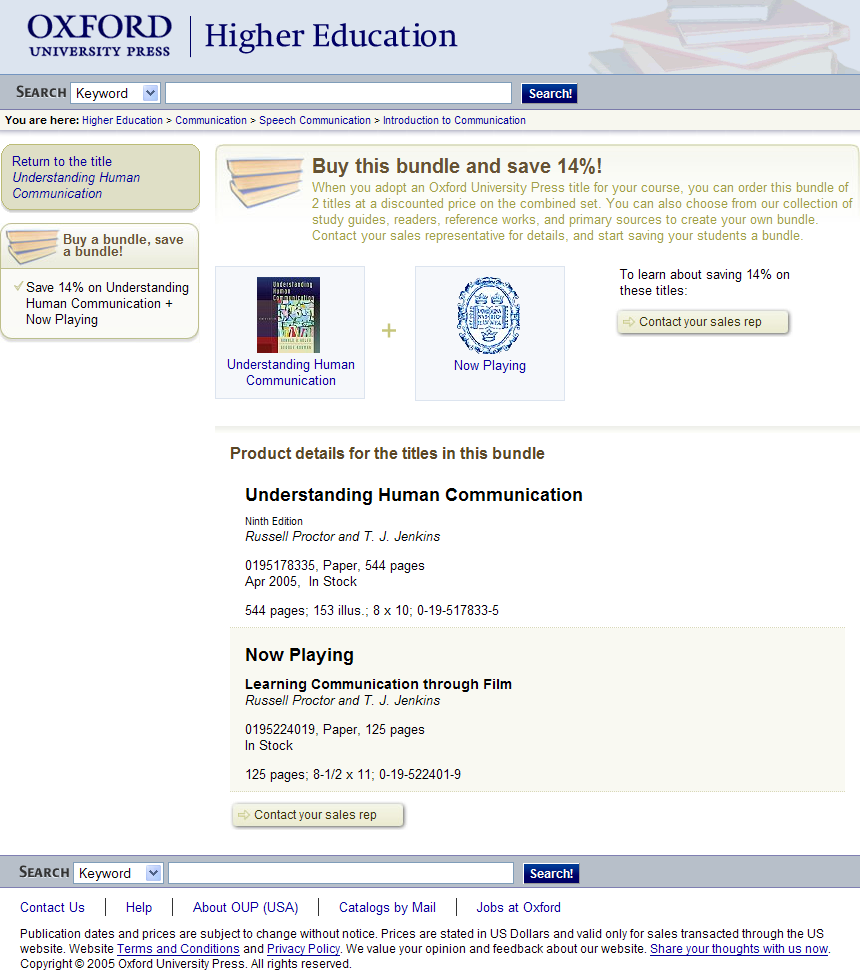 OXFORD
UNIVERSITY PRESS
Higher Education
SEARCH Keyword Search!
You are here: Higher Education > Communication > Speech Communication > Introduction to Communication
Return to the title
Understanding Human
Communication
Buy a bundle, save
a bundle!
Save 14% on Understanding
Human Communication +
Now Playing
Buy this bundle and save 14%!
When you adopt an Oxford University Press title for your course, you can order this bundle of
2 titles at a discounted price on the combined set. You can also choose from our collection of
study guides, readers, reference works, and primary sources to create your own bundle.
Contact your sales representative for details, and start saving your students a bundle.
Understanding
Human
Communication
Understanding Human
Communication
+
Now Playing
To learn about saving 14% on
these titles:
Contact your sales rep
Product details for the titles in this bundle
Understanding Human Communication
Ninth Edition
Russell Proctor and T. J. Jenkins
0195178335, Paper, 544 pages
Apr 2005, In Stock
544 pages; 153 illus.; 8 x 10; 0-19-517833-5
Now Playing
Learning Communication through Film
Russell Proctor and T. J. Jenkins
0195224019, Paper, 125 pages
In Stock
125 pages; 8-1/2 x 11; 0-19-522401-9
Contact your sales rep
SEARCH Keyword Search!
Contact Us | Help | About OUP (USA) | Catalogs by Mail | Jobs at Oxford
Publication dates and prices are subject to change without notice. Prices are stated in US Dollars and valid only for sales transacted through the US
website. Website Terms and Conditions and Privacy Policy. We value your opinion and feedback about our website. Share your thoughts with us now.
Copyright © 2005 Oxford University Press. All rights reserved.